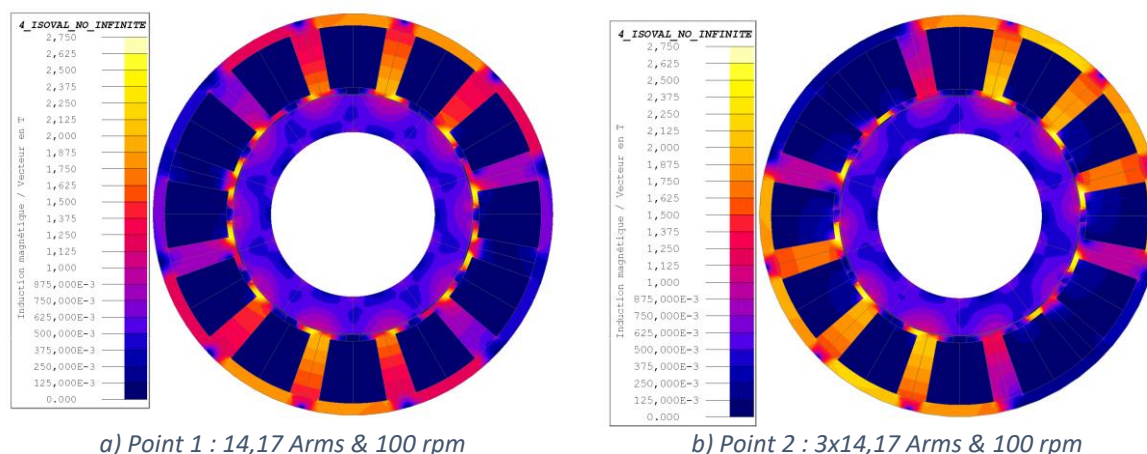 4_ISOVAL_NO_INFINITE
Induction magnétique / Vecteur en T
2,750
2,625
2,500
2,375
2,250
2,125
2,000
1,875
1,750
1,625
1,500
1,375
1,250
1,125
1,000
875,000E-3
750,000E-3
625,000E-3
500,000E-3
375,000E-3
250,000E-3
125,000E-3
0.000
a) Point 1 : 14,17 Arms & 100 rpm
4_ISOVAL_NO_INFINITE
Induction magnétique / Vecteur en T
2,750
2,625
2,500
2,375
2,250
2,125
2,000
1,875
1,750
1,625
1,500
1,375
1,250
1,125
1,000
875,000E-3
750,000E-3
625,000E-3
500,000E-3
375,000E-3
250,000E-3
125,000E-3
0.000
b) Point 2 : 3x14,17 Arms & 100 rpm